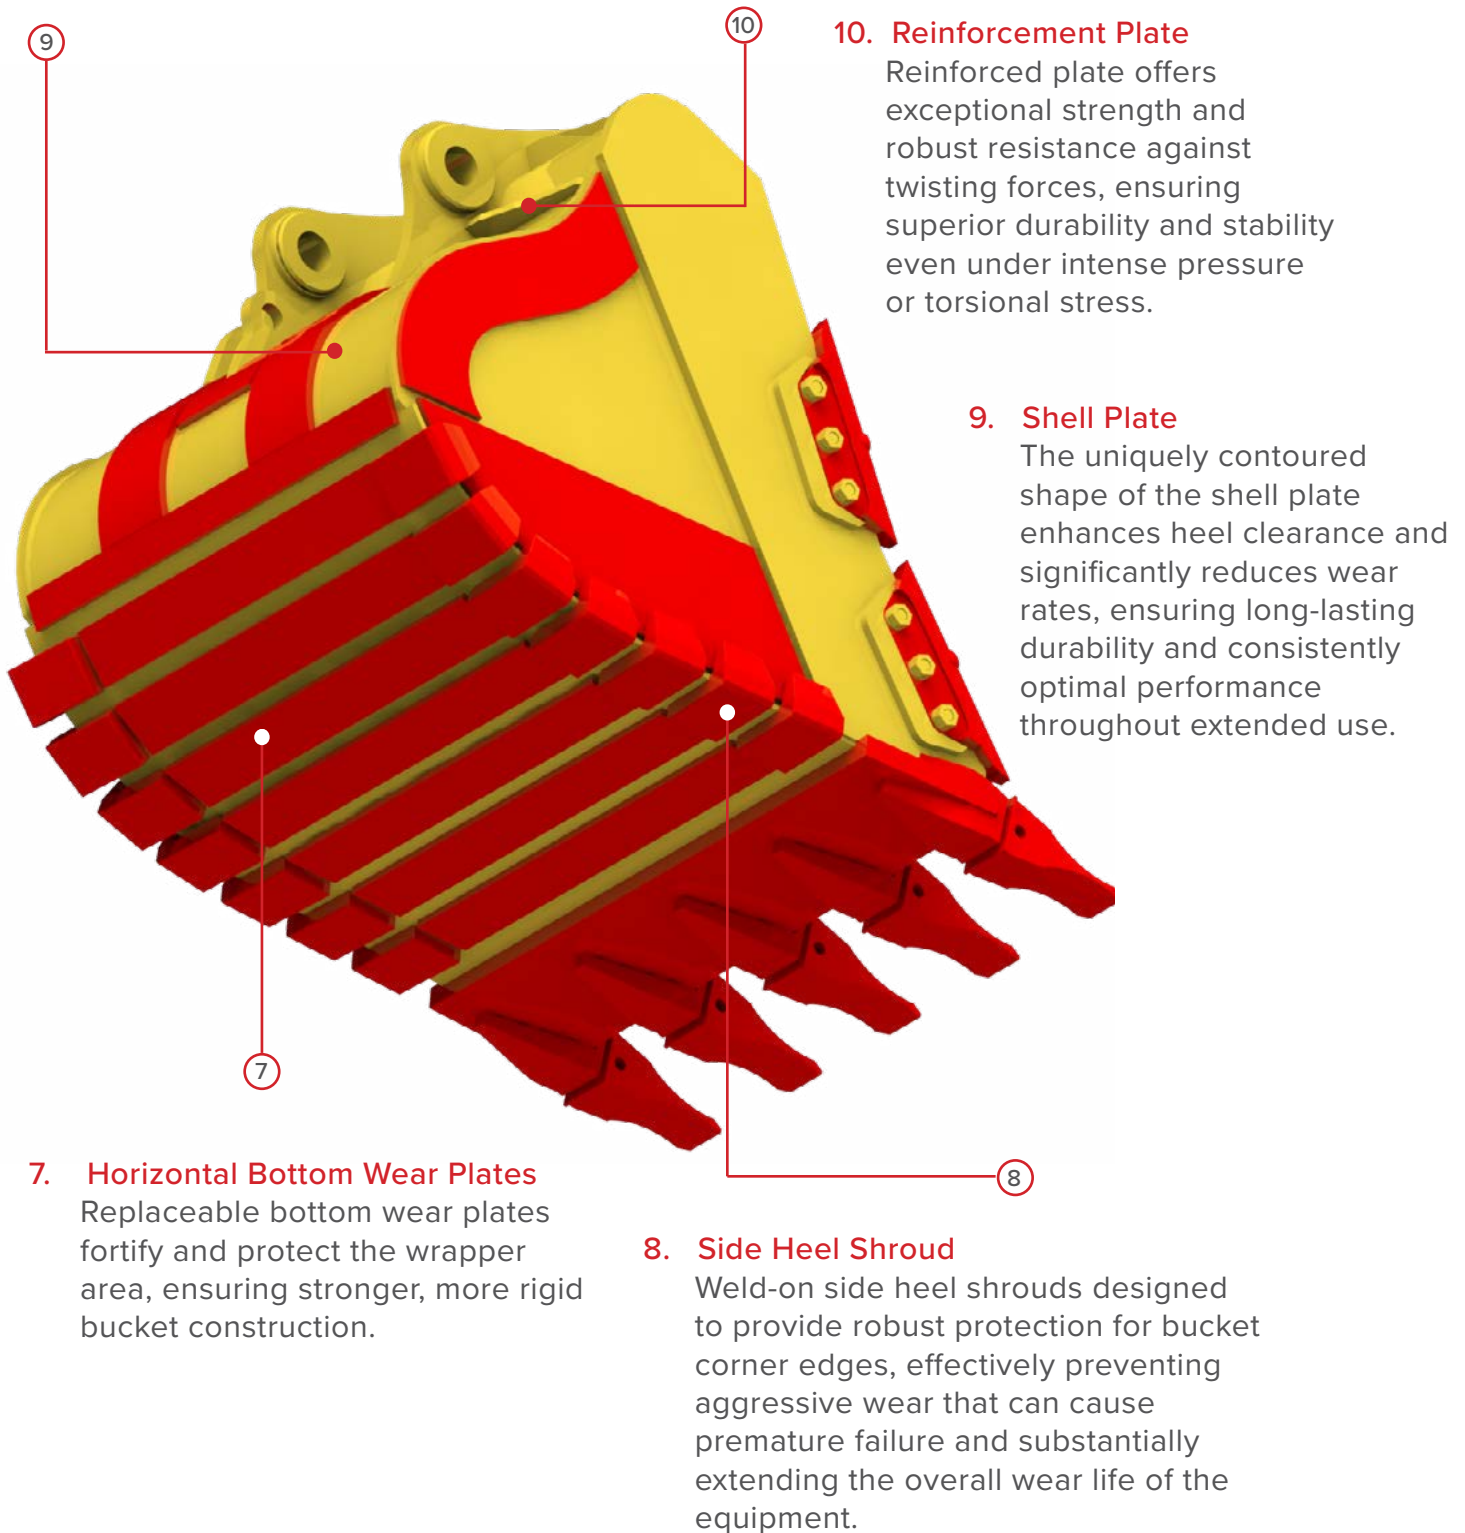 9
10
10. Reinforcement Plate
Reinforced plate offers
exceptional strength and
robust resistance against
twisting forces, ensuring
superior durability and stability
even under intense pressure
or torsional stress.
9. Shell Plate
The uniquely contoured
shape of the shell plate
enhances heel clearance and
significantly reduces wear
rates, ensuring long-lasting
durability and consistently
optimal performance
throughout extended use.
7
7. Horizontal Bottom Wear Plates
Replaceable bottom wear plates
fortify and protect the wrapper
area, ensuring stronger, more rigid
bucket construction.
8
8. Side Heel Shroud
Weld-on side heel shrouds designed
to provide robust protection for bucket
corner edges, effectively preventing
aggressive wear that can cause
premature failure and substantially
extending the overall wear life of the
equipment.